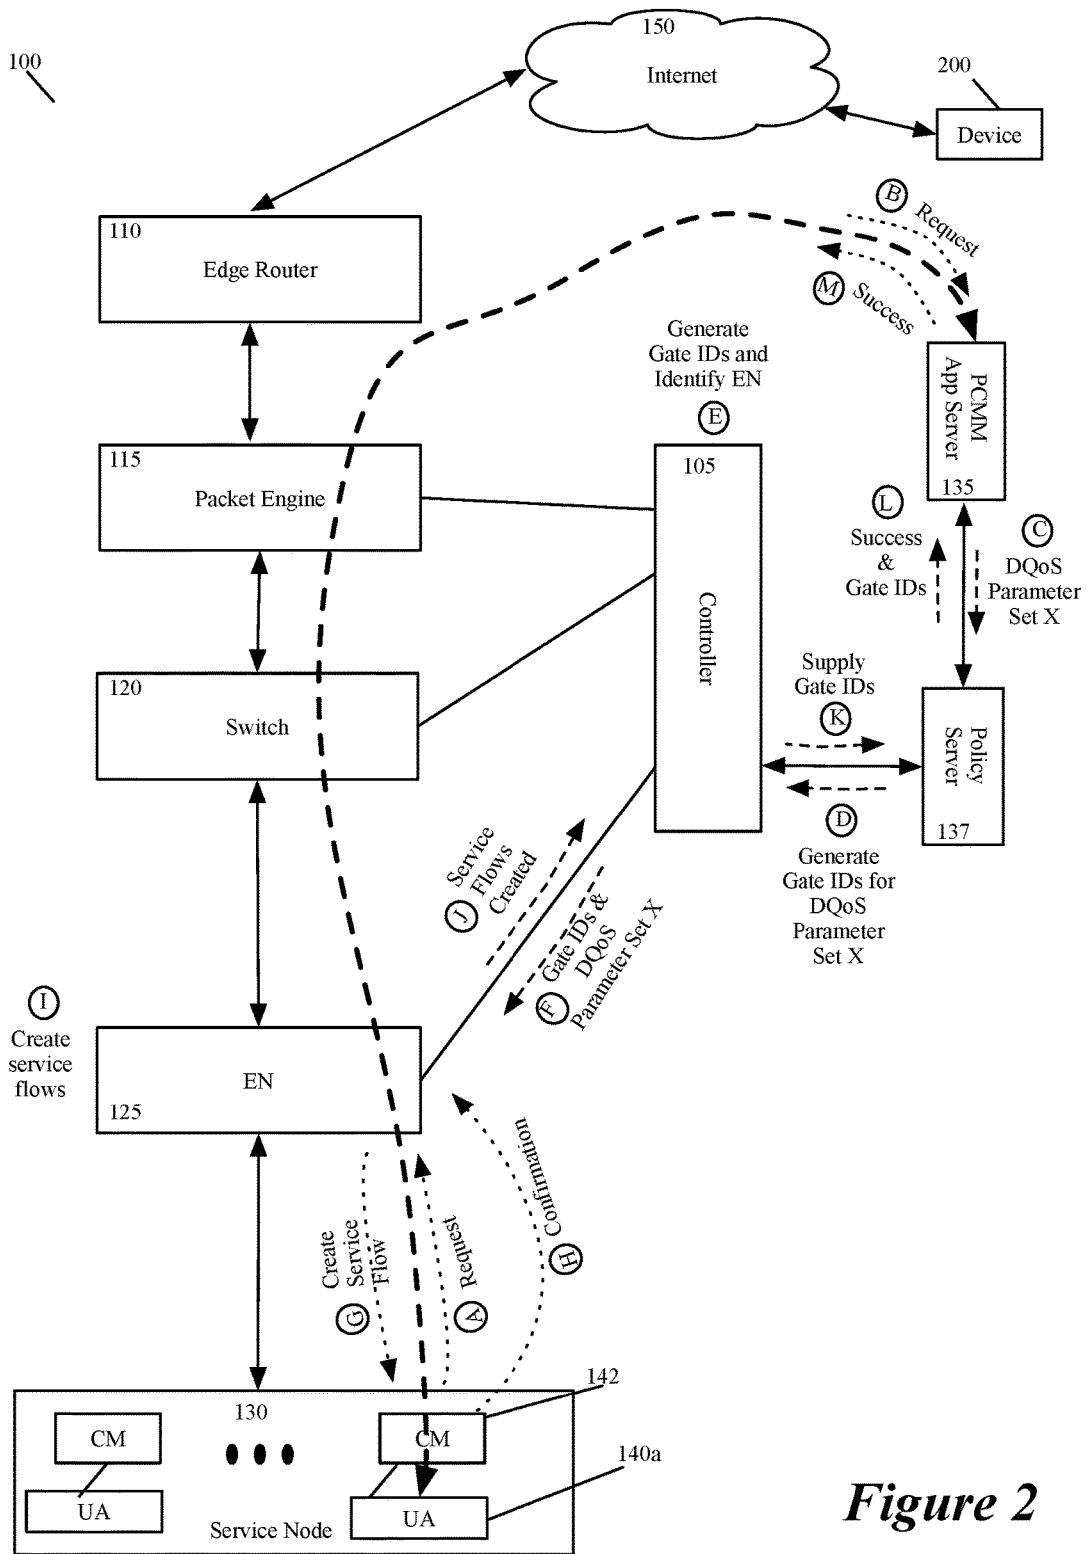 100
150
Internet
200
Device
110
Edge Router
B
Request
M
Success
Generate
Gate IDs and
Identify EN
E
PCMM
App Server
135
115
Packet Engine
105
Controller
L
Success
&
Gate IDs
C
DQoS
Parameter
Set X
120
Switch
Supply
Gate IDs
K
Policy
Server
137
D
Generate
Gate IDs for
DQoS
Parameter
Set X
J
Service
Flows
Created
F
Gate IDs &
DQoS
Parameter Set X
I
Create
service
flows
EN
125
G
Create
Service
Flow
A
Request
H
Confirmation
142
130
CM
CM
140a
UA
UA
Service Node
Figure 2